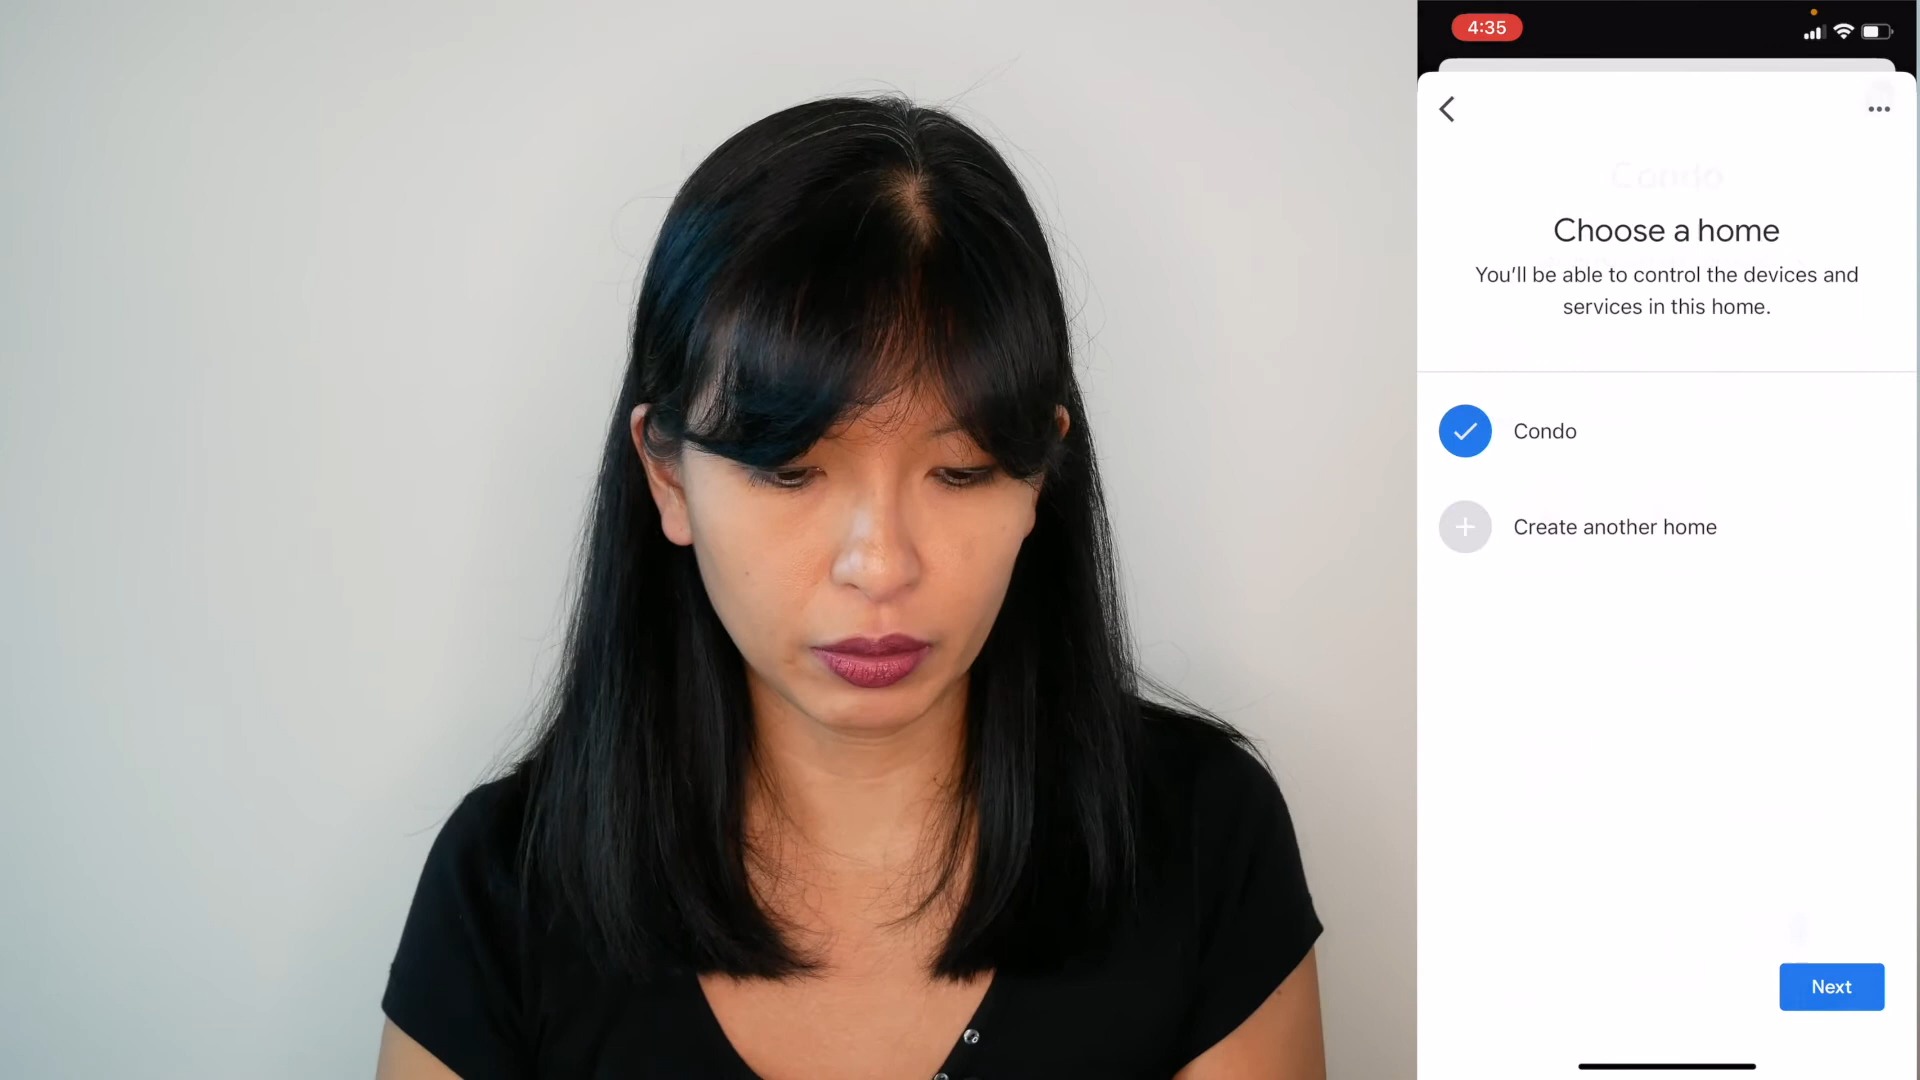 4:35
Condo
Choose a home
You'll be able to control the devices and
services in this home.
Condo
Create another home
Next